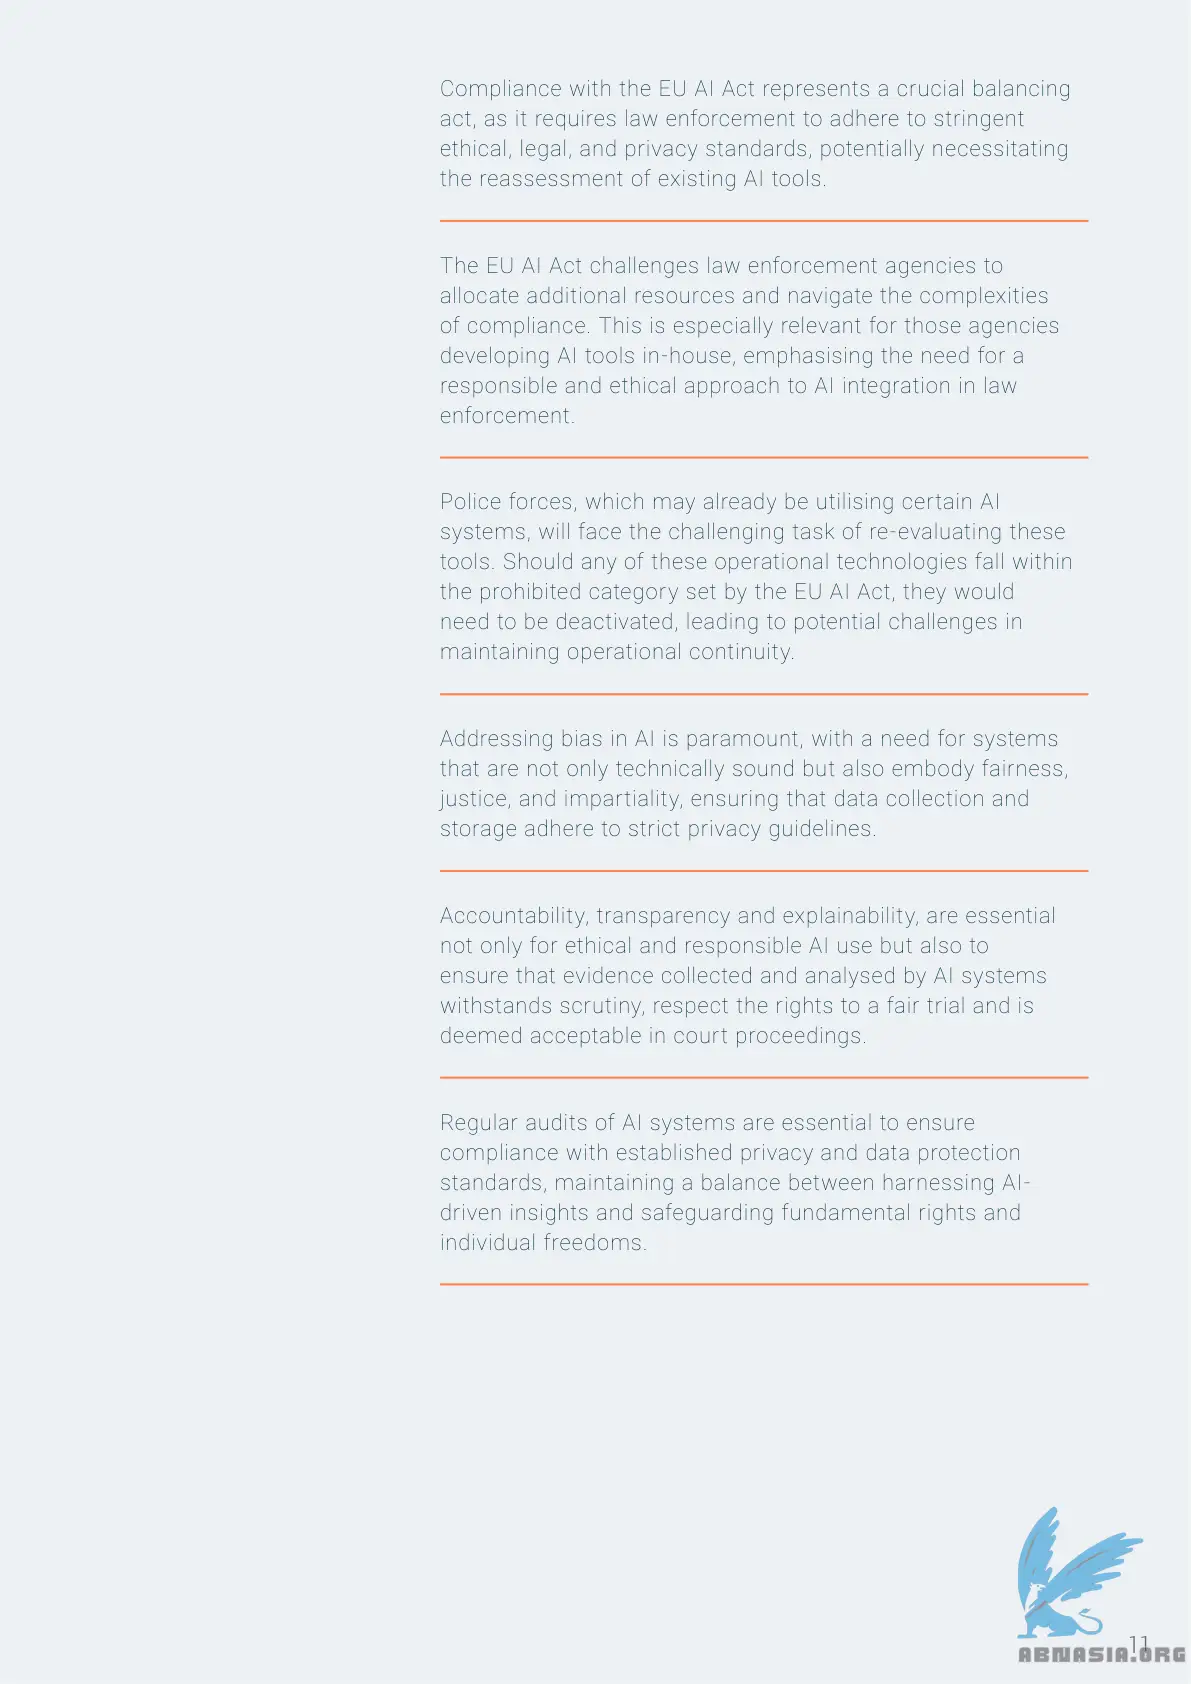 Compliance with the EU AI Act represents a crucial balancing
act, as it requires law enforcement to adhere to stringent
ethical, legal, and privacy standards, potentially necessitating
the reassessment of existing AI tools.
The EU AI Act challenges law enforcement agencies to
allocate additional resources and navigate the complexities
of compliance. This is especially relevant for those agencies
developing AI tools in-house, emphasising the need for a
responsible and ethical approach to AI integration in law
enforcement.
Police forces, which may already be utilising certain AI
systems, will face the challenging task of re-evaluating these
tools. Should any of these operational technologies fall within
the prohibited category set by the EU AI Act, they would
need to be deactivated, leading to potential challenges in
maintaining operational continuity.
Addressing bias in AI is paramount, with a need for systems
that are not only technically sound but also embody fairness,
justice, and impartiality, ensuring that data collection and
storage adhere to strict privacy guidelines.
Accountability, transparency and explainability, are essential
not only for ethical and responsible AI use but also to
ensure that evidence collected and analysed by AI systems
withstands scrutiny, respect the rights to a fair trial and is
deemed acceptable in court proceedings.
Regular audits of AI systems are essential to ensure
compliance with established privacy and data protection
standards, maintaining a balance between harnessing AI-
driven insights and safeguarding fundamental rights and
individual freedoms.
11
ABNASIA.ORG